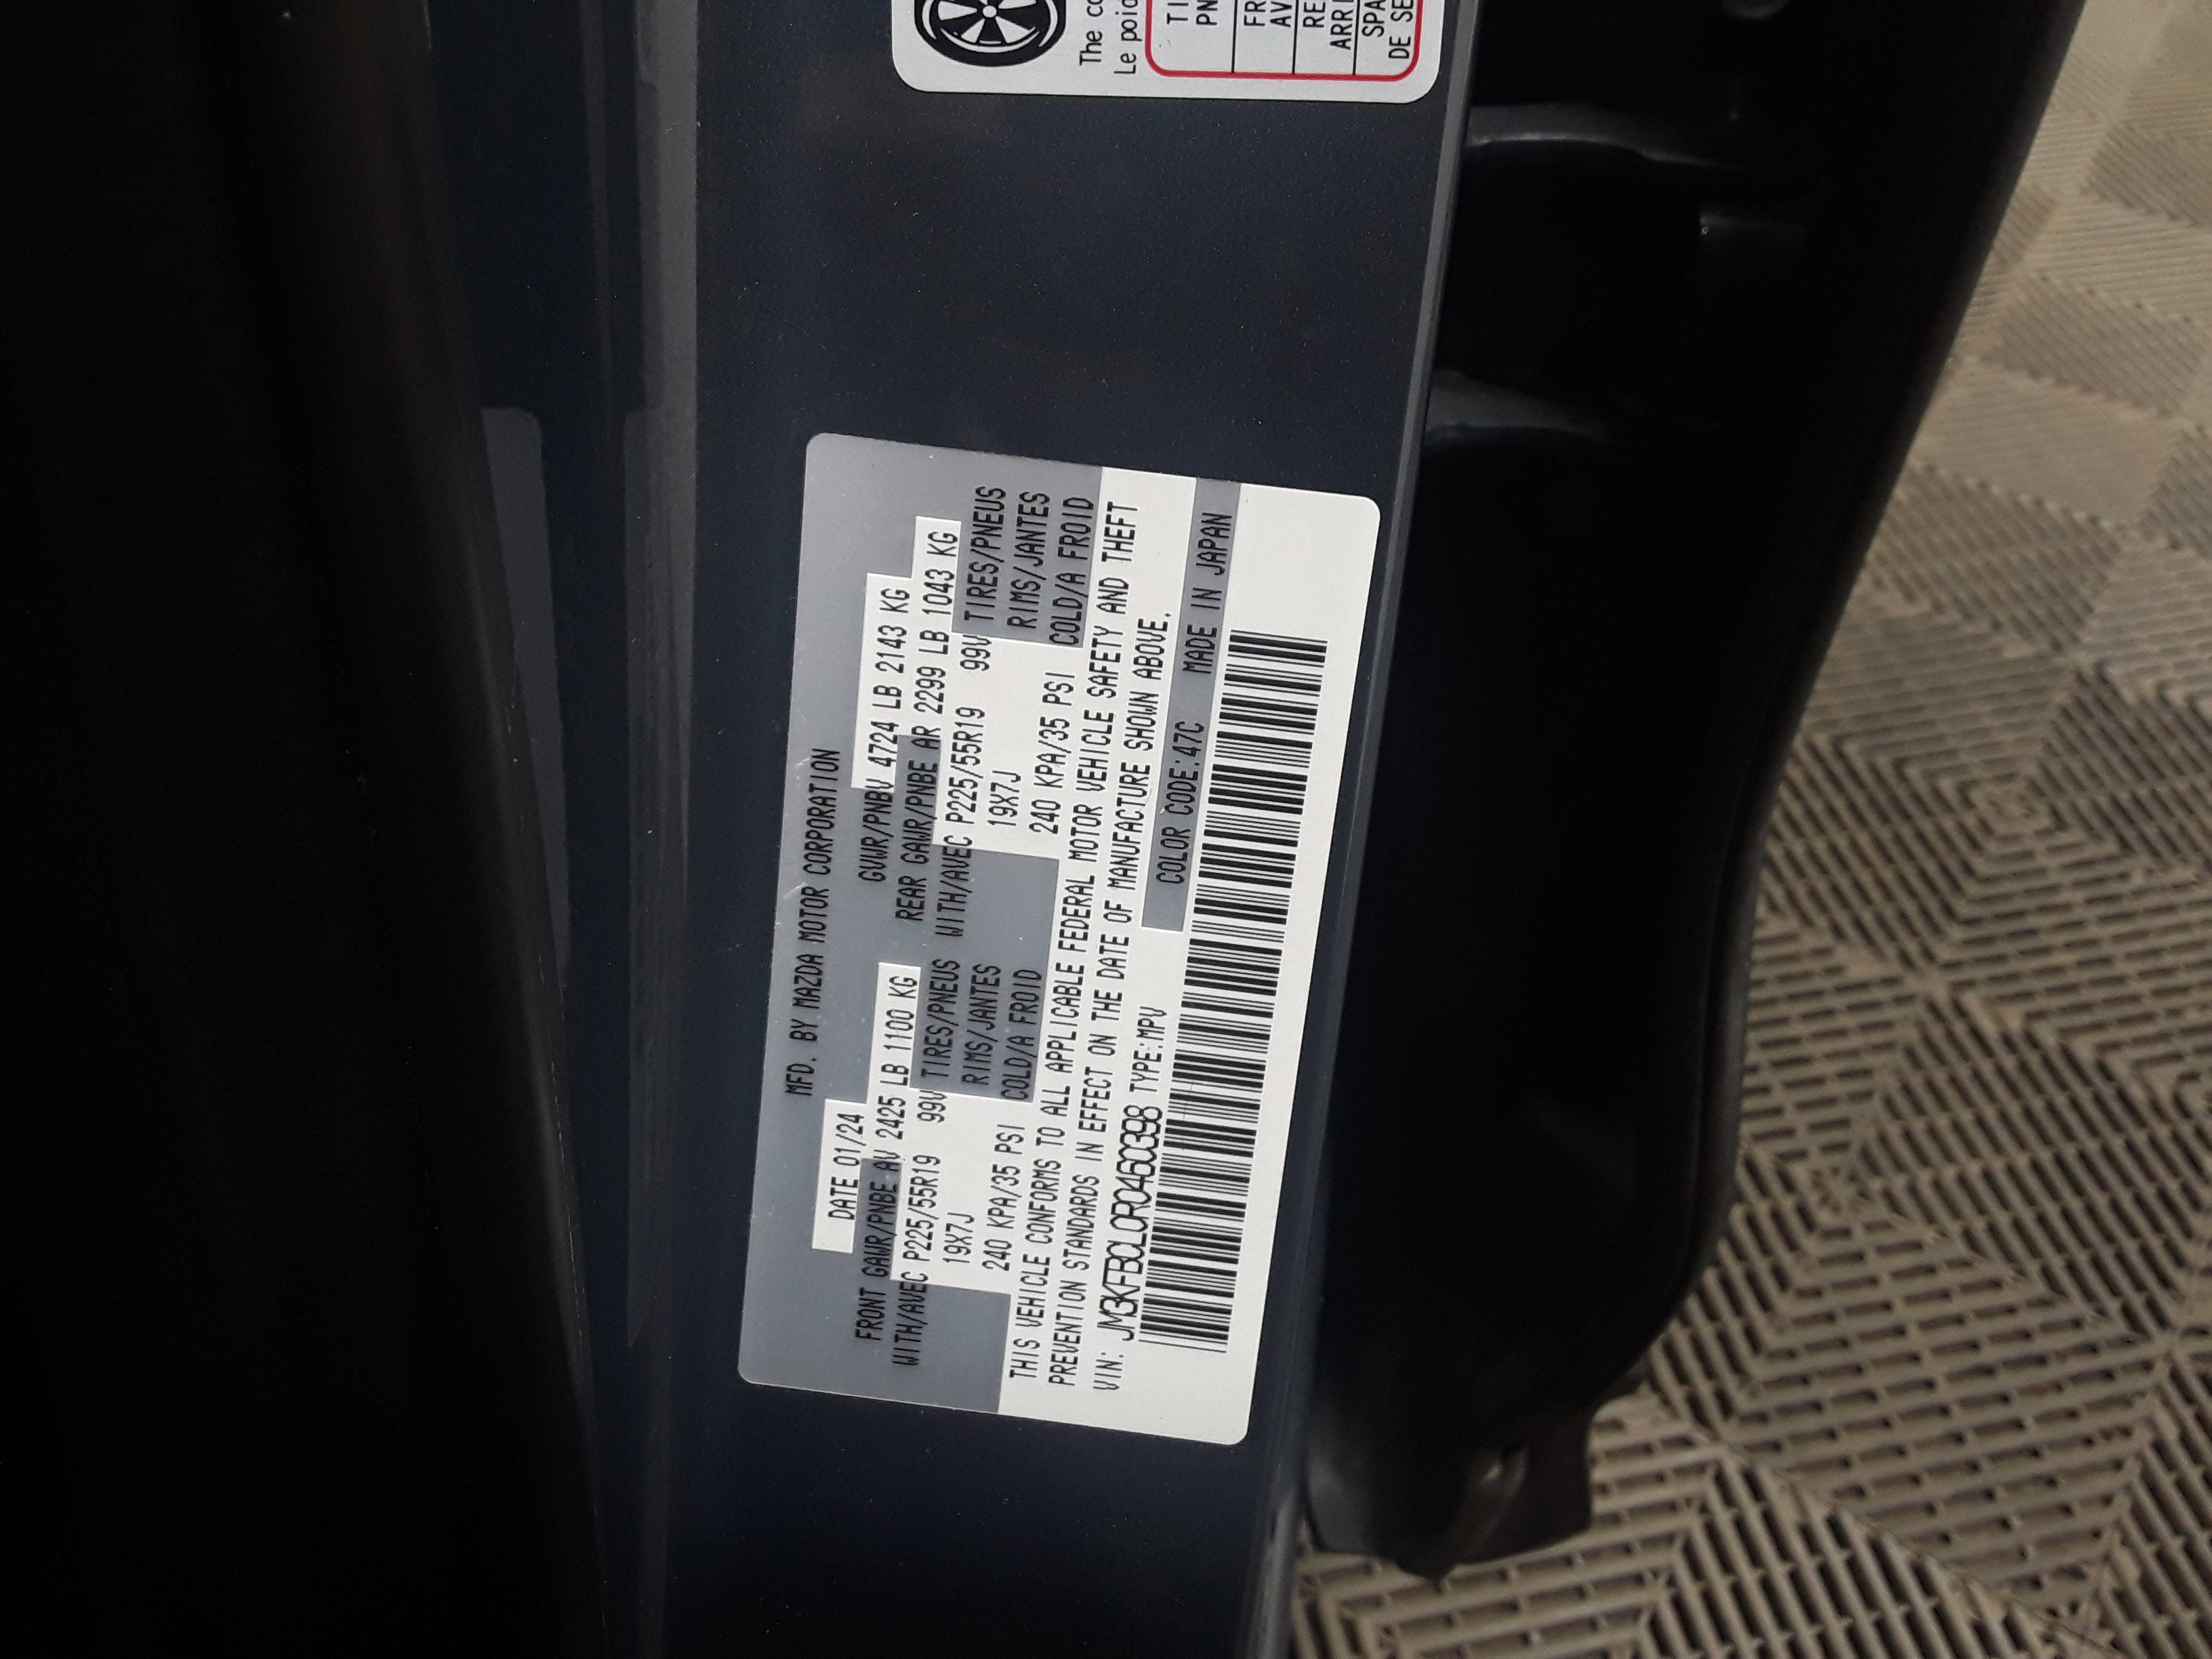 MFD. BY MAZDA MOTOR CORPORATION
DATE 01/24 GVWR/PNBV 4724 LB 2143 KG
FRONT GAWR/PNBE AV 2425 LB 1100 KG REAR GAWR/PNBE AR 2299 LB 1043 KG
WITH/AVEC P225/55R19 99V TIRES/PNEUS WITH/AVEC P225/55R19 99V TIRES/PNEUS
19X7J RIMS/JANTES 19X7J RIMS/JANTES
240 KPA/35 PSI COLD/A FROID 240 KPA/35 PSI COLD/A FROID
THIS VEHICLE CONFORMS TO ALL APPLICABLE FEDERAL MOTOR VEHICLE SAFETY AND THEFT
PREVENTION STANDARDS IN EFFECT ON THE DATE OF MANUFACTURE SHOWN ABOVE.
VIN: JM3KFBCL0R0460398 TYPE:MPV COLOR CODE:47C MADE IN JAPAN
The
Le